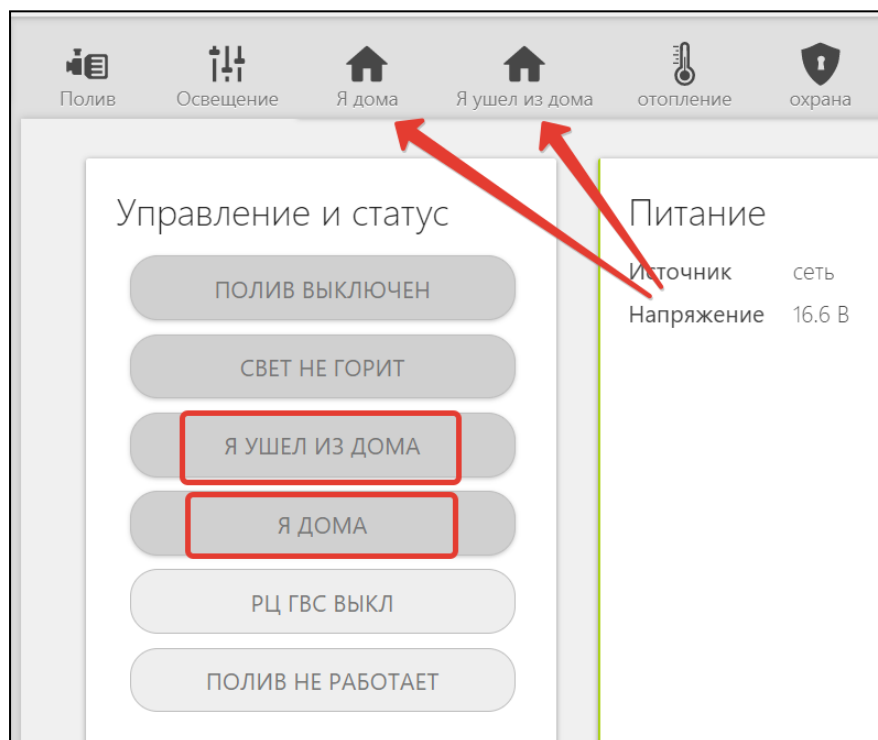 Полив
Освещение
Я дома
Я ушел из дома
отопление
охрана
Управление и статус
ПОЛИВ ВЫКЛЮЧЕН
СВЕТ НЕ ГОРИТ
Я УШЕЛ ИЗ ДОМА
Я ДОМА
РЦ ГВС ВЫКЛ
ПОЛИВ НЕ РАБОТАЕТ
Питание
Источник сеть
Напряжение 16.6 В